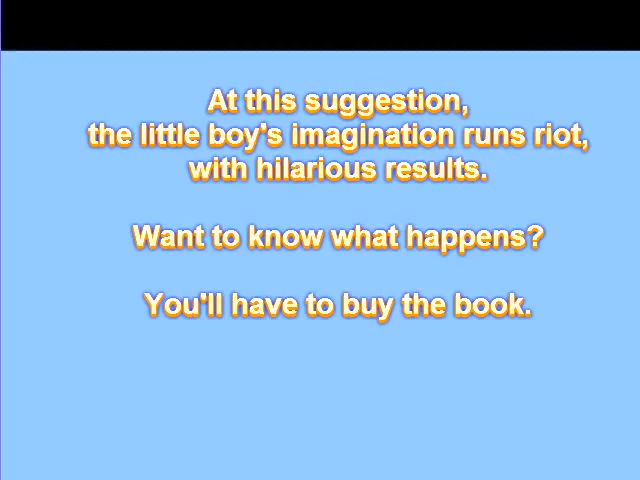 At this suggestion,
the little boy's imagination runs riot,
with hilarious results.
Want to know what happens?
You'll have to buy the book.